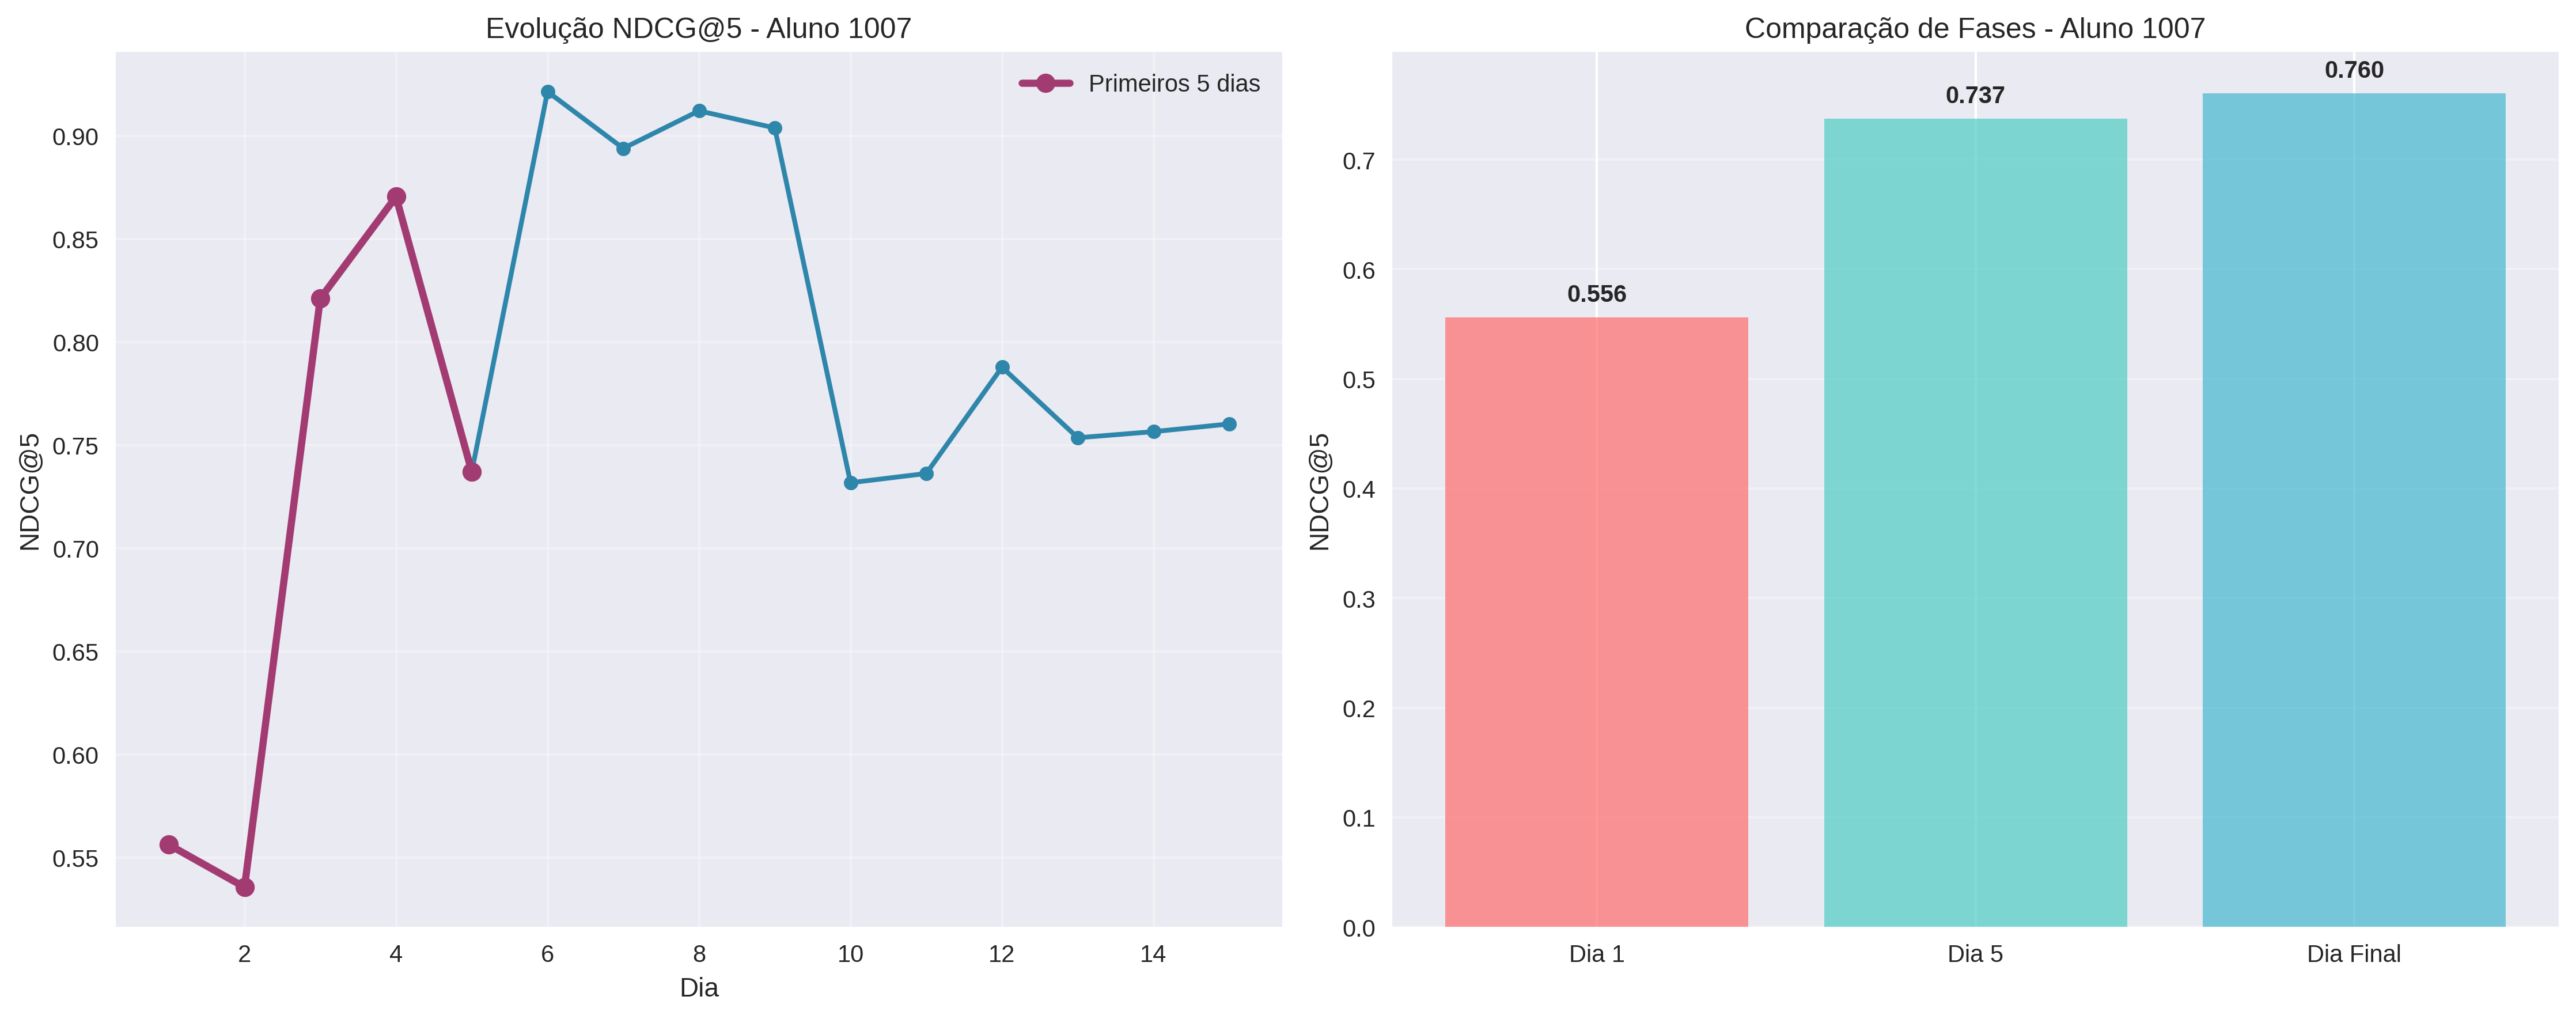 Evolução NDCG@5 - Aluno 1007
Primeiros 5 dias
NDCG@5
0.90
0.85
0.80
0.75
0.70
0.65
0.60
0.55
2 4 6 8 10 12 14
Dia
Comparação de Fases - Aluno 1007
NDCG@5
0.7
0.6
0.5
0.4
0.3
0.2
0.1
0.0
0.556
0.737
0.760
Dia 1 Dia 5 Dia Final